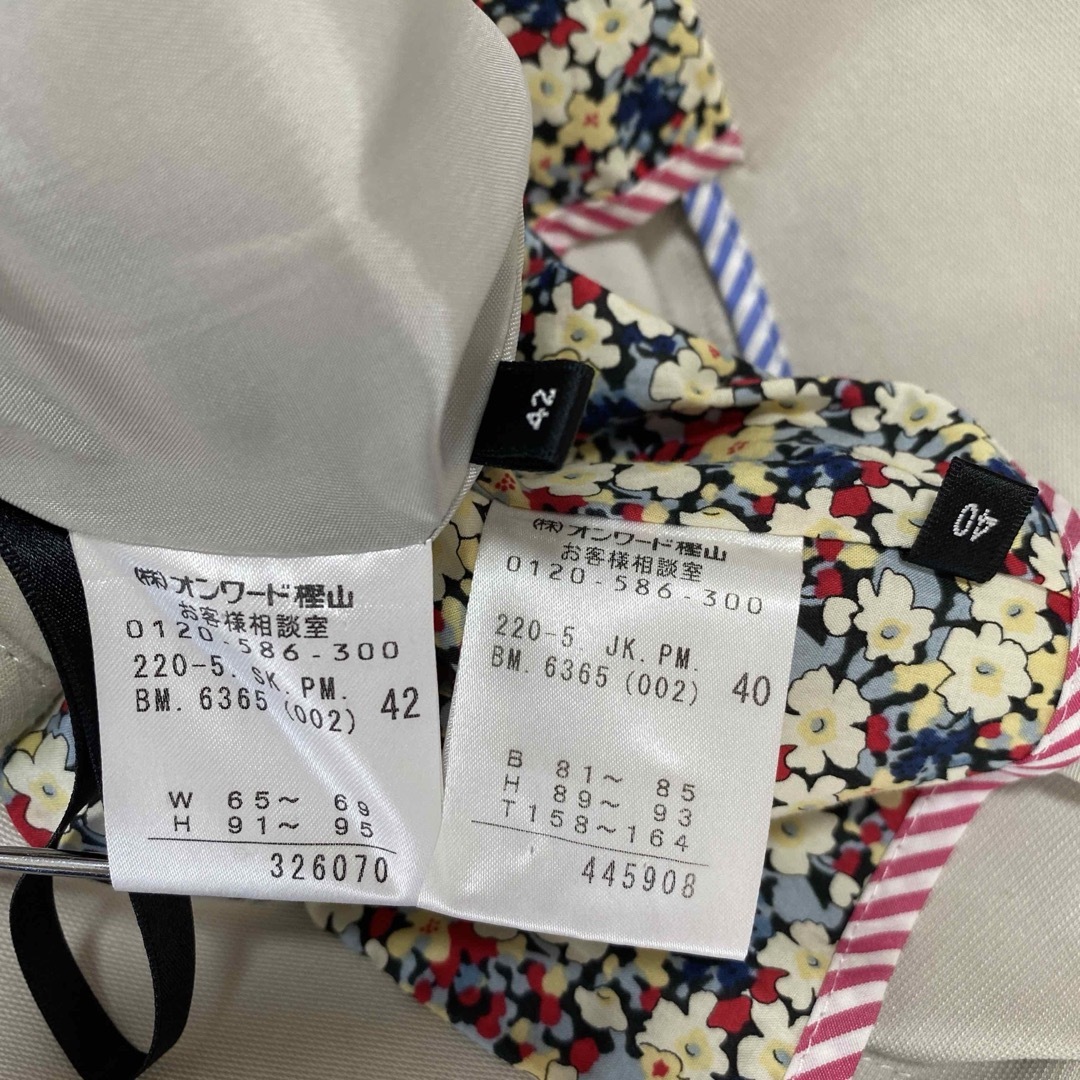 42
40
(株)オンワード樫山
お客様相談室
0120-586-300
220-5. SK. PM.
BM. 6365 (002) 42
W 65～ 69
H 91～ 95
326070
(株)オンワード樫山
お客様相談室
0120-586-300
220-5. JK. PM.
BM. 6365 (002) 40
B 81～ 85
H 89～ 93
T158～164
445908